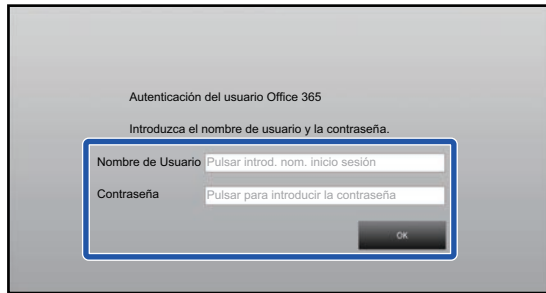 Autenticación del usuario Office 365
Introduzca el nombre de usuario y la contraseña.
Nombre de Usuario Pulsar introd. nom. inicio sesión
Contraseña Pulsar para introducir la contraseña
OK